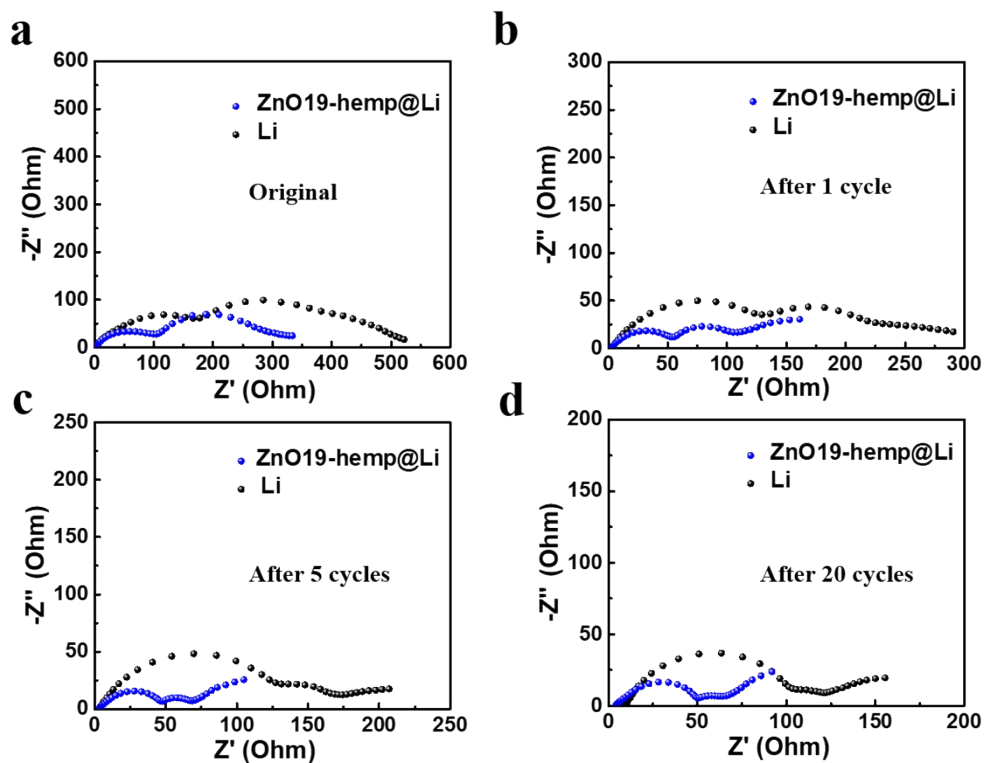 a
600
500
400
300
200
100
0
-Z'' (Ohm)
ZnO19-hemp@Li
Li
Original
0 100 200 300 400 500 600
Z' (Ohm)
b
300
250
200
150
100
50
0
-Z'' (Ohm)
ZnO19-hemp@Li
Li
After 1 cycle
0 50 100 150 200 250 300
Z' (Ohm)
c
250
200
150
100
50
0
-Z'' (Ohm)
ZnO19-hemp@Li
Li
After 5 cycles
0 50 100 150 200 250
Z' (Ohm)
d
200
150
100
50
0
-Z'' (Ohm)
ZnO19-hemp@Li
Li
After 20 cycles
0 50 100 150 200
Z' (Ohm)